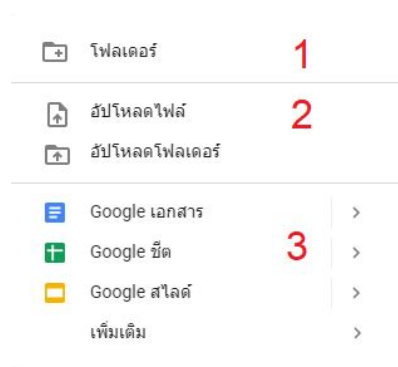 โฟลเดอร์ 1
อัปโหลดไฟล์ 2
อัปโหลดโฟลเดอร์
Google เอกสาร
Google ชีต 3
Google สไลด์
เพิ่มเติม